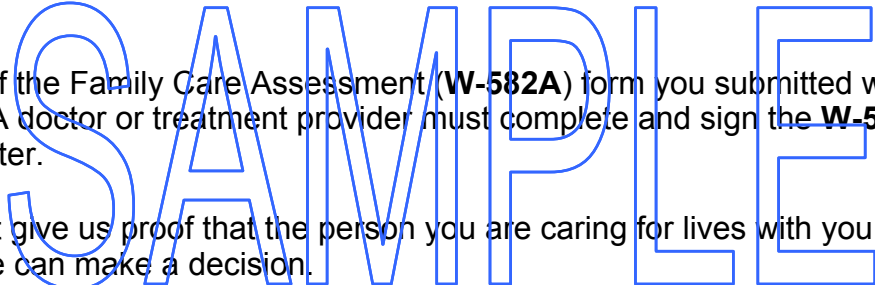 SAMPLE
f the Family Care Assessment (W-582A) form you submitted w
A doctor or treatment provider must complete and sign the W-5
ter.
t give us proof that the person you are caring for lives with you
e can make a decision.